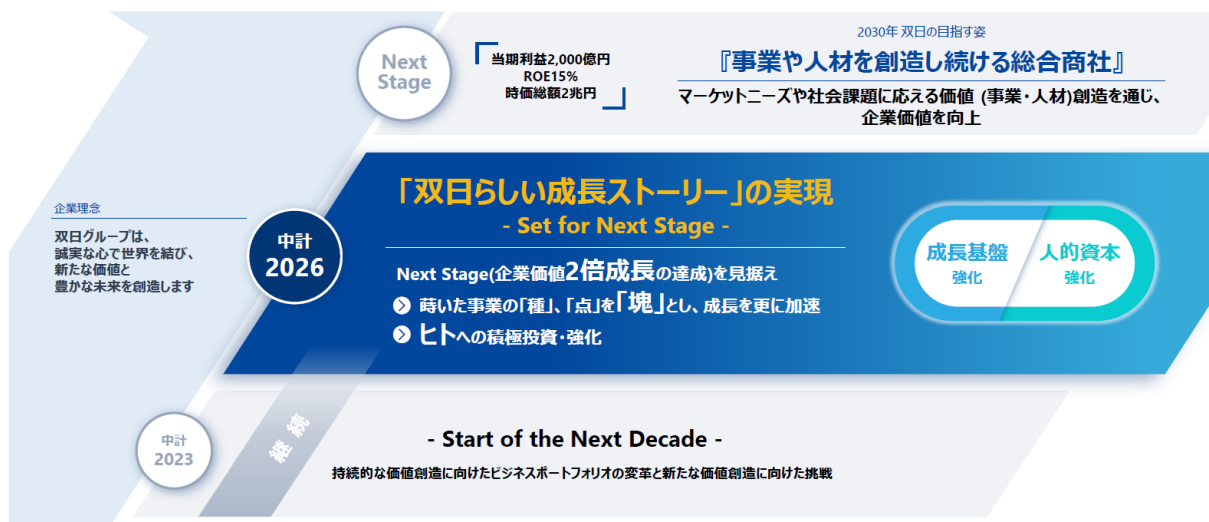 Next
Stage
当期利益2,000億円
ROE15%
時価総額2兆円
2030年 双日の目指す姿
『事業や人材を創造し続ける総合商社』
マーケットニーズや社会課題に応える価値 (事業・人材)創造を通じ、
企業価値を向上
企業理念
双日グループは、
誠実な心で世界を結び、
新たな価値と
豊かな未来を創造します
中計
2026
「双日らしい成長ストーリー」の実現
- Set for Next Stage -
Next Stage(企業価値2倍成長の達成)を見据え
蒔いた事業の「種」、「点」を「塊」とし、成長を更に加速
ヒトへの積極投資・強化
成長基盤
強化
人的資本
強化
継続
中計
2023
- Start of the Next Decade -
持続的な価値創造に向けたビジネスポートフォリオの変革と新たな価値創造に向けた挑戦